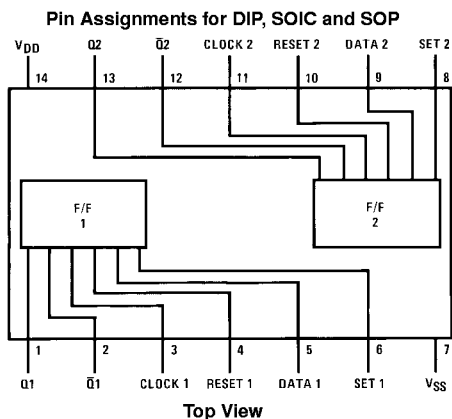 Pin Assignments for DIP, SOIC and SOP
VDD Q2 Q̅2 CLOCK 2 RESET 2 DATA 2 SET 2
14 13 12 11 10 9 8
F/F
1
F/F
2
1 2 3 4 5 6 7
Q1 Q̅1 CLOCK 1 RESET 1 DATA 1 SET 1 VSS
Top View